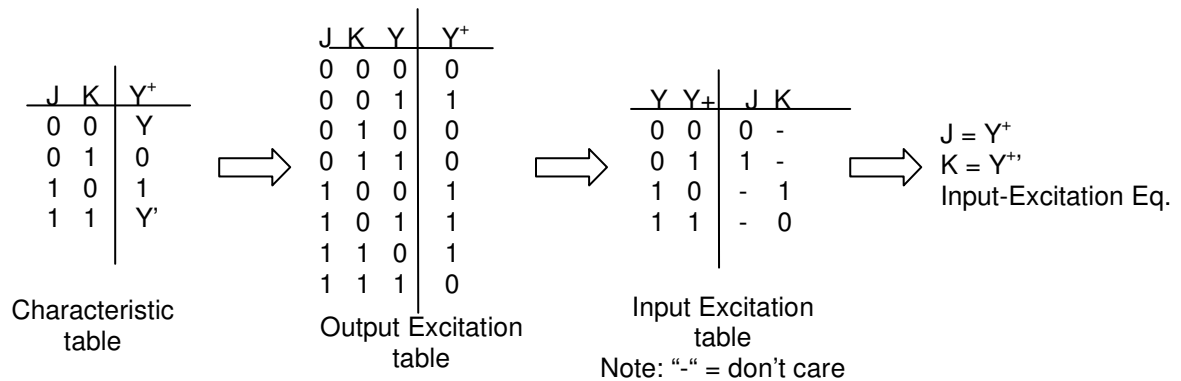 J K Y⁺
0 0 Y
0 1 0
1 0 1
1 1 Y'
Characteristic
table
J K Y Y⁺
0 0 0 0
0 0 1 1
0 1 0 0
0 1 1 0
1 0 0 1
1 0 1 1
1 1 0 1
1 1 1 0
Output Excitation
table
Y Y+ J K
0 0 0 -
0 1 1 -
1 0 - 1
1 1 - 0
Input Excitation
table
Note: “-“ = don’t care
J = Y⁺
K = Y⁺'
Input-Excitation Eq.